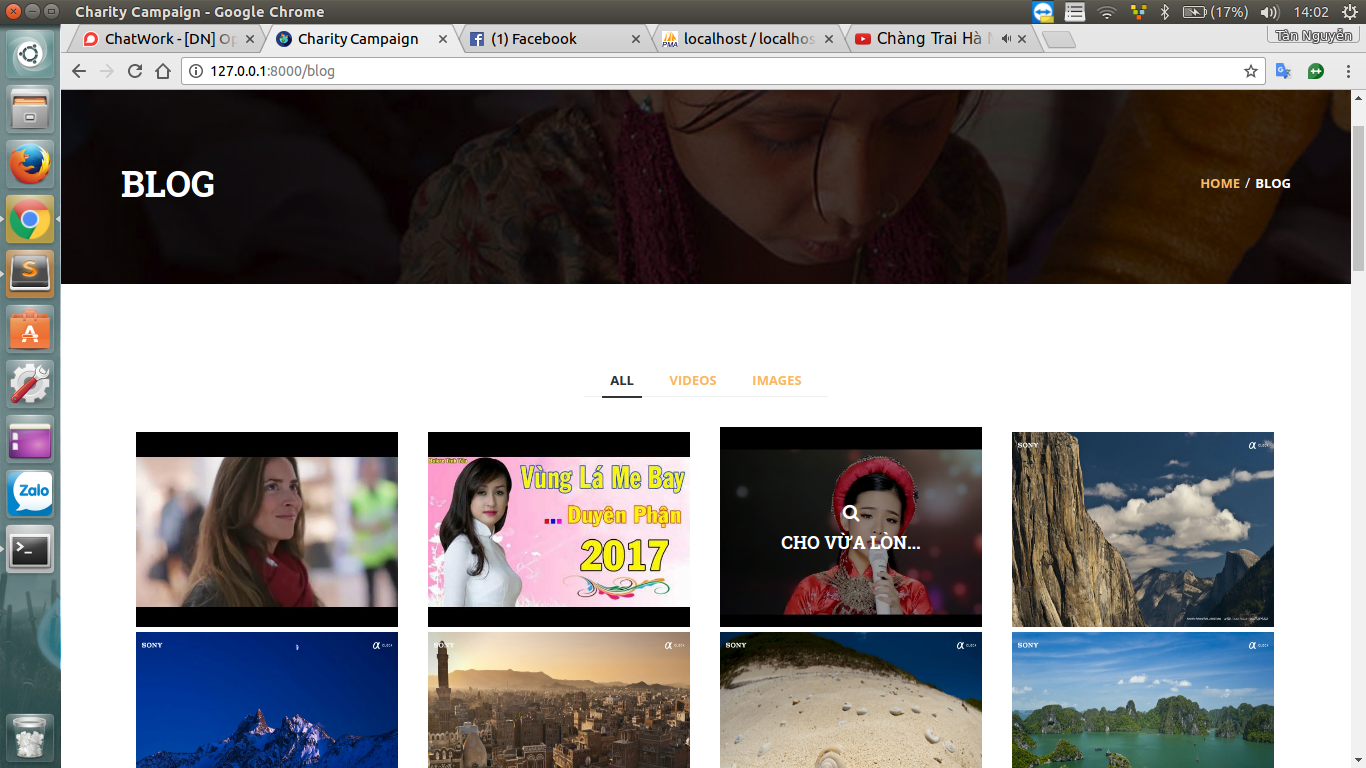 Charity Campaign - Google Chrome
(17%)
14:02
ChatWork - [DN] Op
Charity Campaign
(1) Facebook
localhost / localhos
Chàng Trai Hà
Tân Nguyễn
127.0.0.1:8000/blog
BLOG
HOME / BLOG
ALL
VIDEOS
IMAGES
Vùng Lá Me Bay
... Duyên Phận
2017
CHO VỪA LÒN...
SONY
α
SONY
α
SONY
α
SONY
α
SONY
α
Zalo
PMA